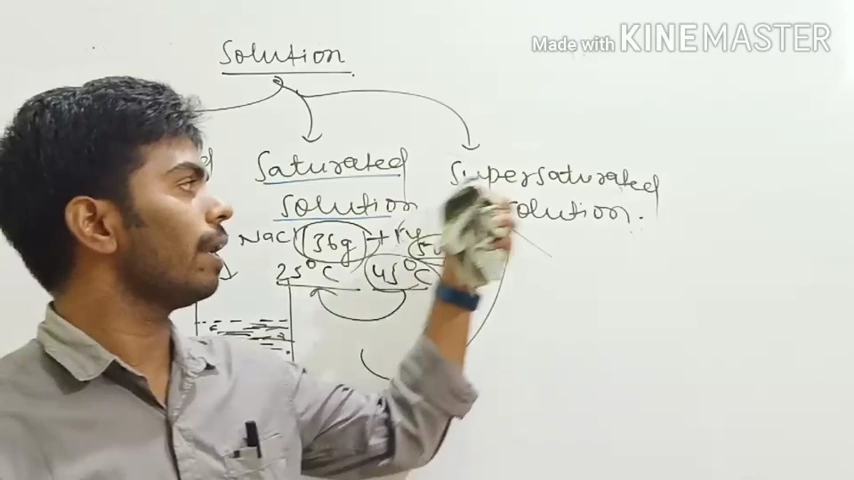 Made with KINEMASTER
Solution
Saturated
Solution
Supersaturated
Solution.
NaCl 36g +
25°C 45°C